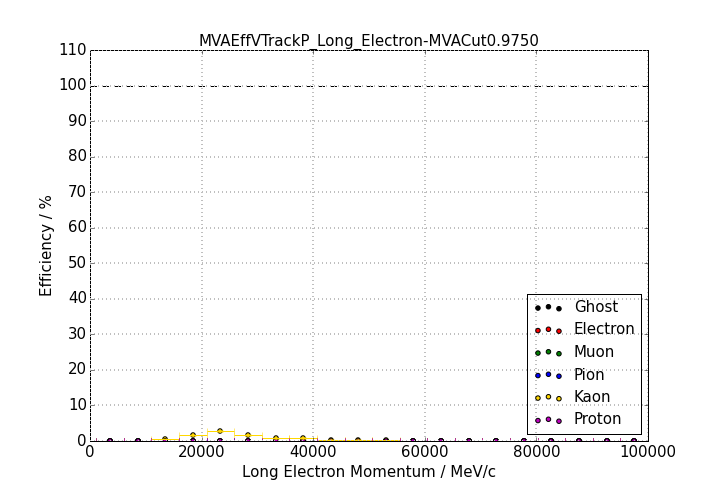 MVAEffVTrackP_Long_Electron-MVACut0.9750
Efficiency / %
110
100
90
80
70
60
50
40
30
20
10
0
0 20000 40000 60000 80000 100000
Long Electron Momentum / MeV/c
Ghost
Electron
Muon
Pion
Kaon
Proton